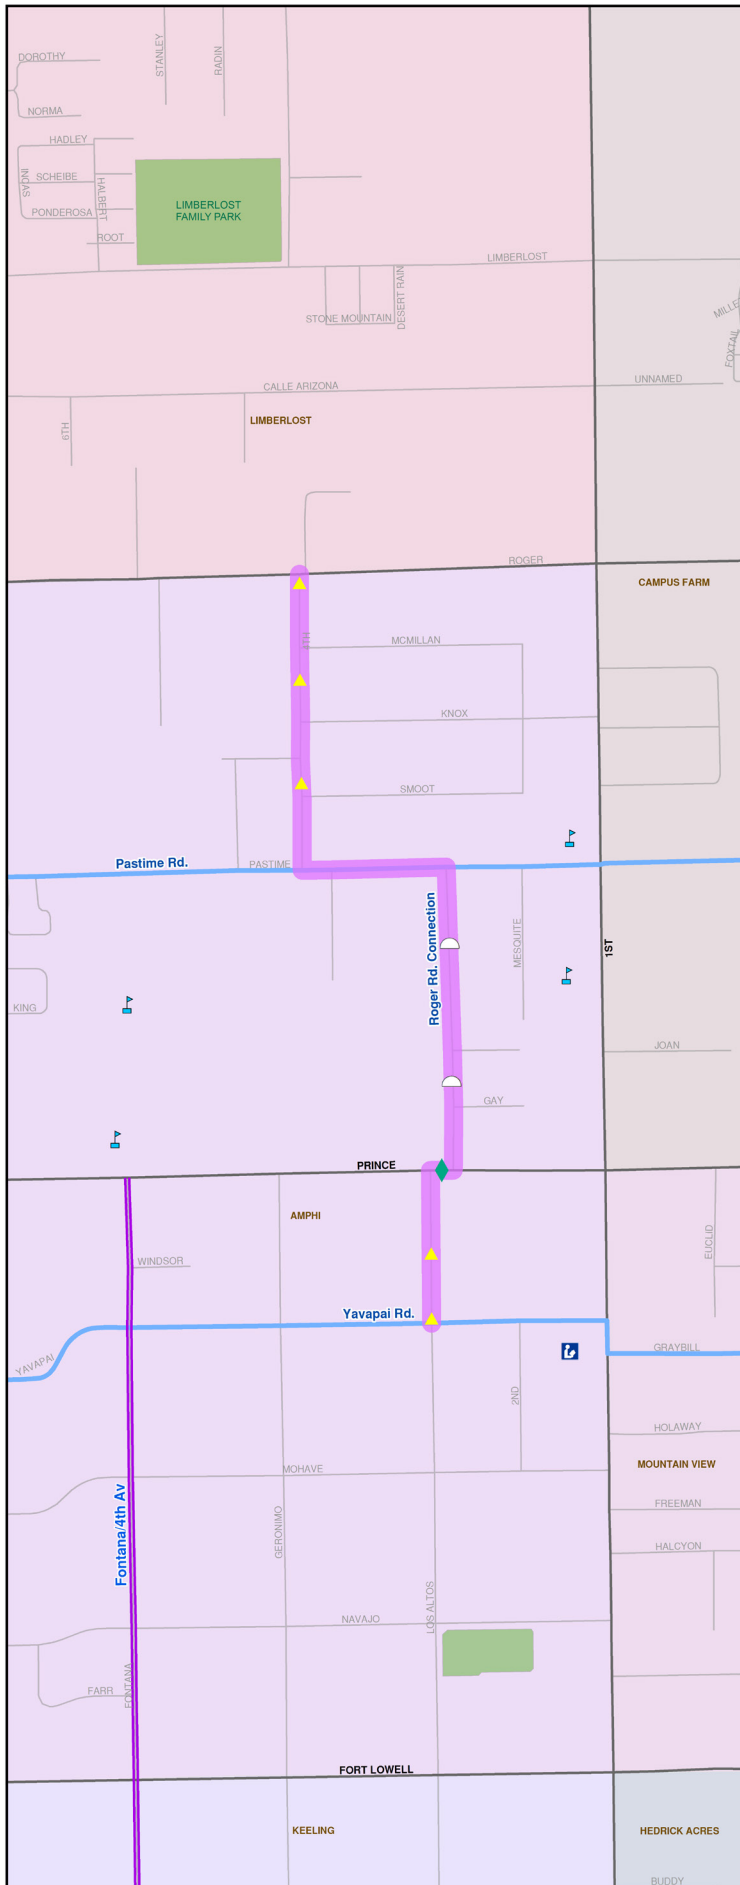 STANLEY
RADIN
DOROTHY
NORMA
HADLEY
INCAS
SCHEIBE
HALBERT
PONDEROSA
ROOT
LIMBERLOST
FAMILY PARK
LIMBERLOST
DESERT RAIN
STONE MOUNTAIN
MILLE
FOXTAIL
UNNAMED
CALLE ARIZONA
6TH
LIMBERLOST
ROGER
CAMPUS FARM
4TH
MCMILLAN
KNOX
SMOOT
Pastime Rd.
PASTIME
Roger Rd. Connection
MESQUITE
1ST
KING
JOAN
GAY
PRINCE
AMPHI
EUCLID
WINDSOR
Yavapai Rd.
YAVAPAI
GRAYBILL
2ND
HOLAWAY
MOHAVE
MOUNTAIN VIEW
Fontana/4th Av
GERONIMO
FREEMAN
HALCYON
LOS ALTOS
NAVAJO
FARR
FONTANA
FORT LOWELL
KEELING
HEDRICK ACRES
BUDDY